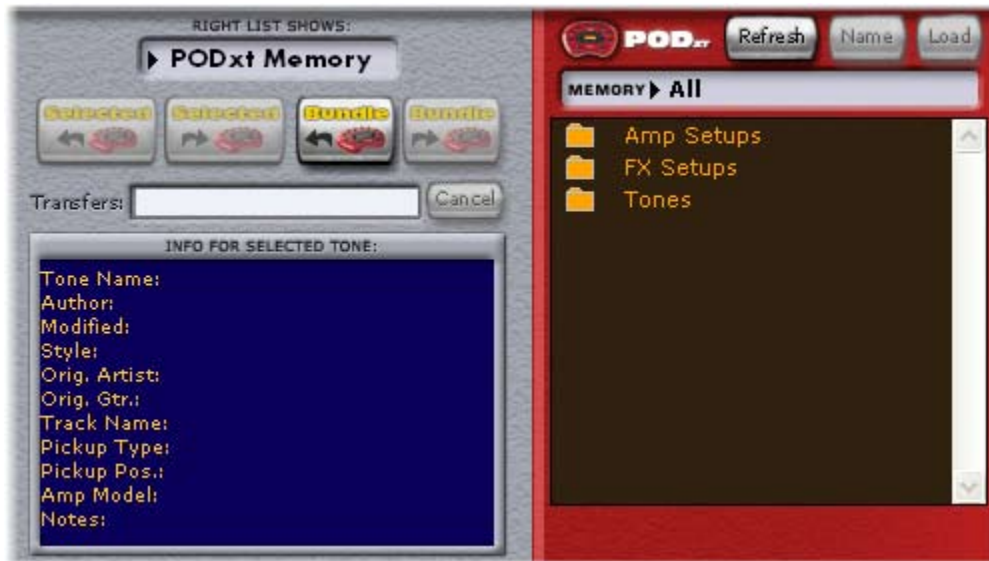 RIGHT LIST SHOWS:
PODxt Memory
Selected
Selected
Bundle
Bundle
Transfers:
Cancel
INFO FOR SELECTED TONE:
Tone Name:
Author:
Modified:
Style:
Orig. Artist:
Orig. Gtr.:
Track Name:
Pickup Type:
Pickup Pos.:
Amp Model:
Notes:
PODXT
Refresh
Name
Load
MEMORY All
Amp Setups
FX Setups
Tones